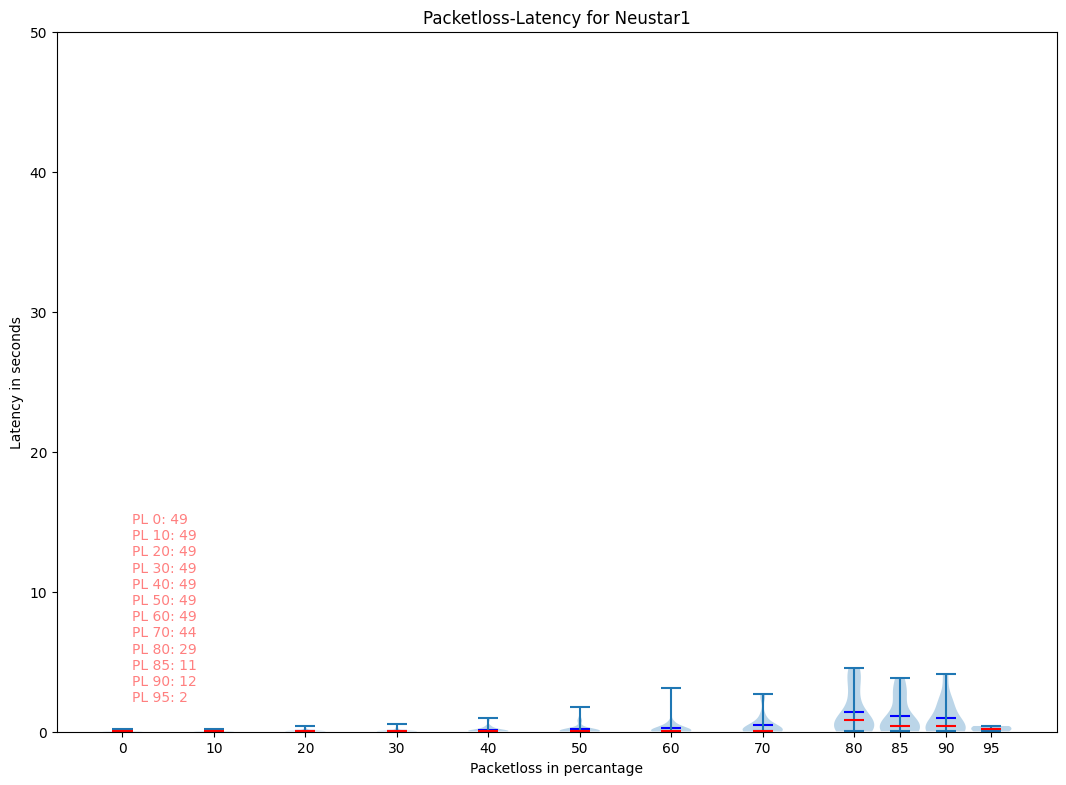 Packetloss-Latency for Neustar1
50
40
30
20
10
0
Latency in seconds
PL 0: 49
PL 10: 49
PL 20: 49
PL 30: 49
PL 40: 49
PL 50: 49
PL 60: 49
PL 70: 44
PL 80: 29
PL 85: 11
PL 90: 12
PL 95: 2
0 10 20 30 40 50 60 70 80 85 90 95
Packetloss in percantage